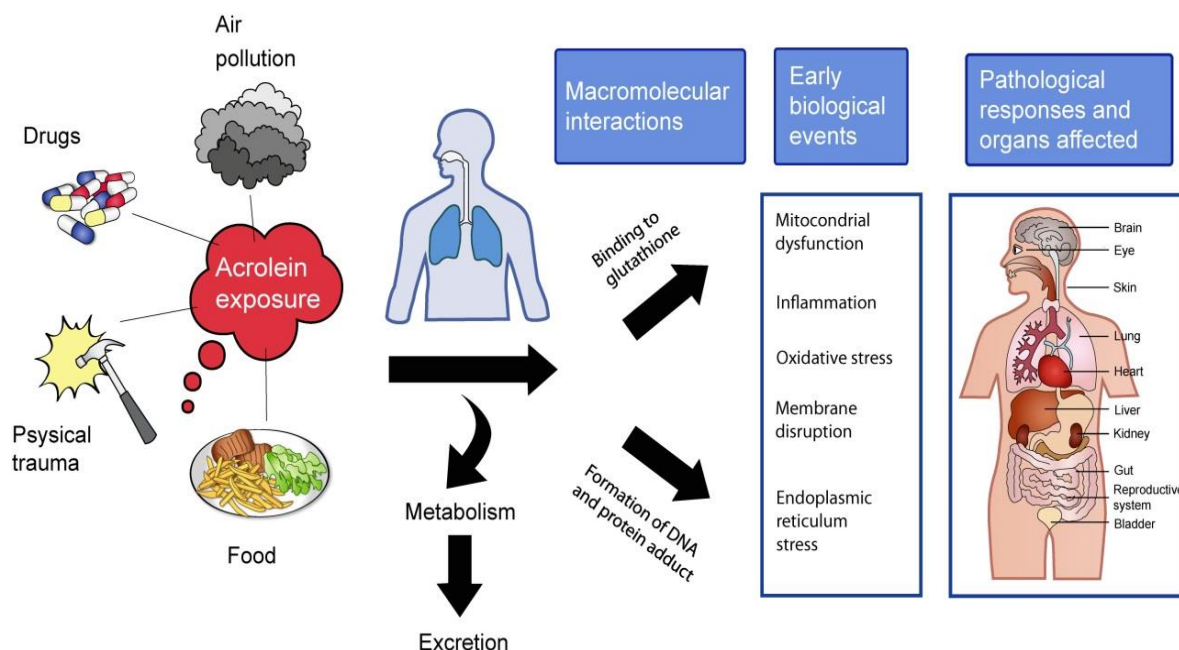 Air
pollution
Drugs
Acrolein
exposure
Psysical
trauma
Food
Metabolism
Excretion
Macromolecular
interactions
Binding to
glutathione
Formation of DNA
and protein adduct
Early
biological
events
Mitocondrial
dysfunction
Inflammation
Oxidative stress
Membrane
disruption
Endoplasmic
reticulum
stress
Pathological
responses and
organs affected
Brain
Eye
Skin
Lung
Heart
Liver
Kidney
Gut
Reproductive
system
Bladder